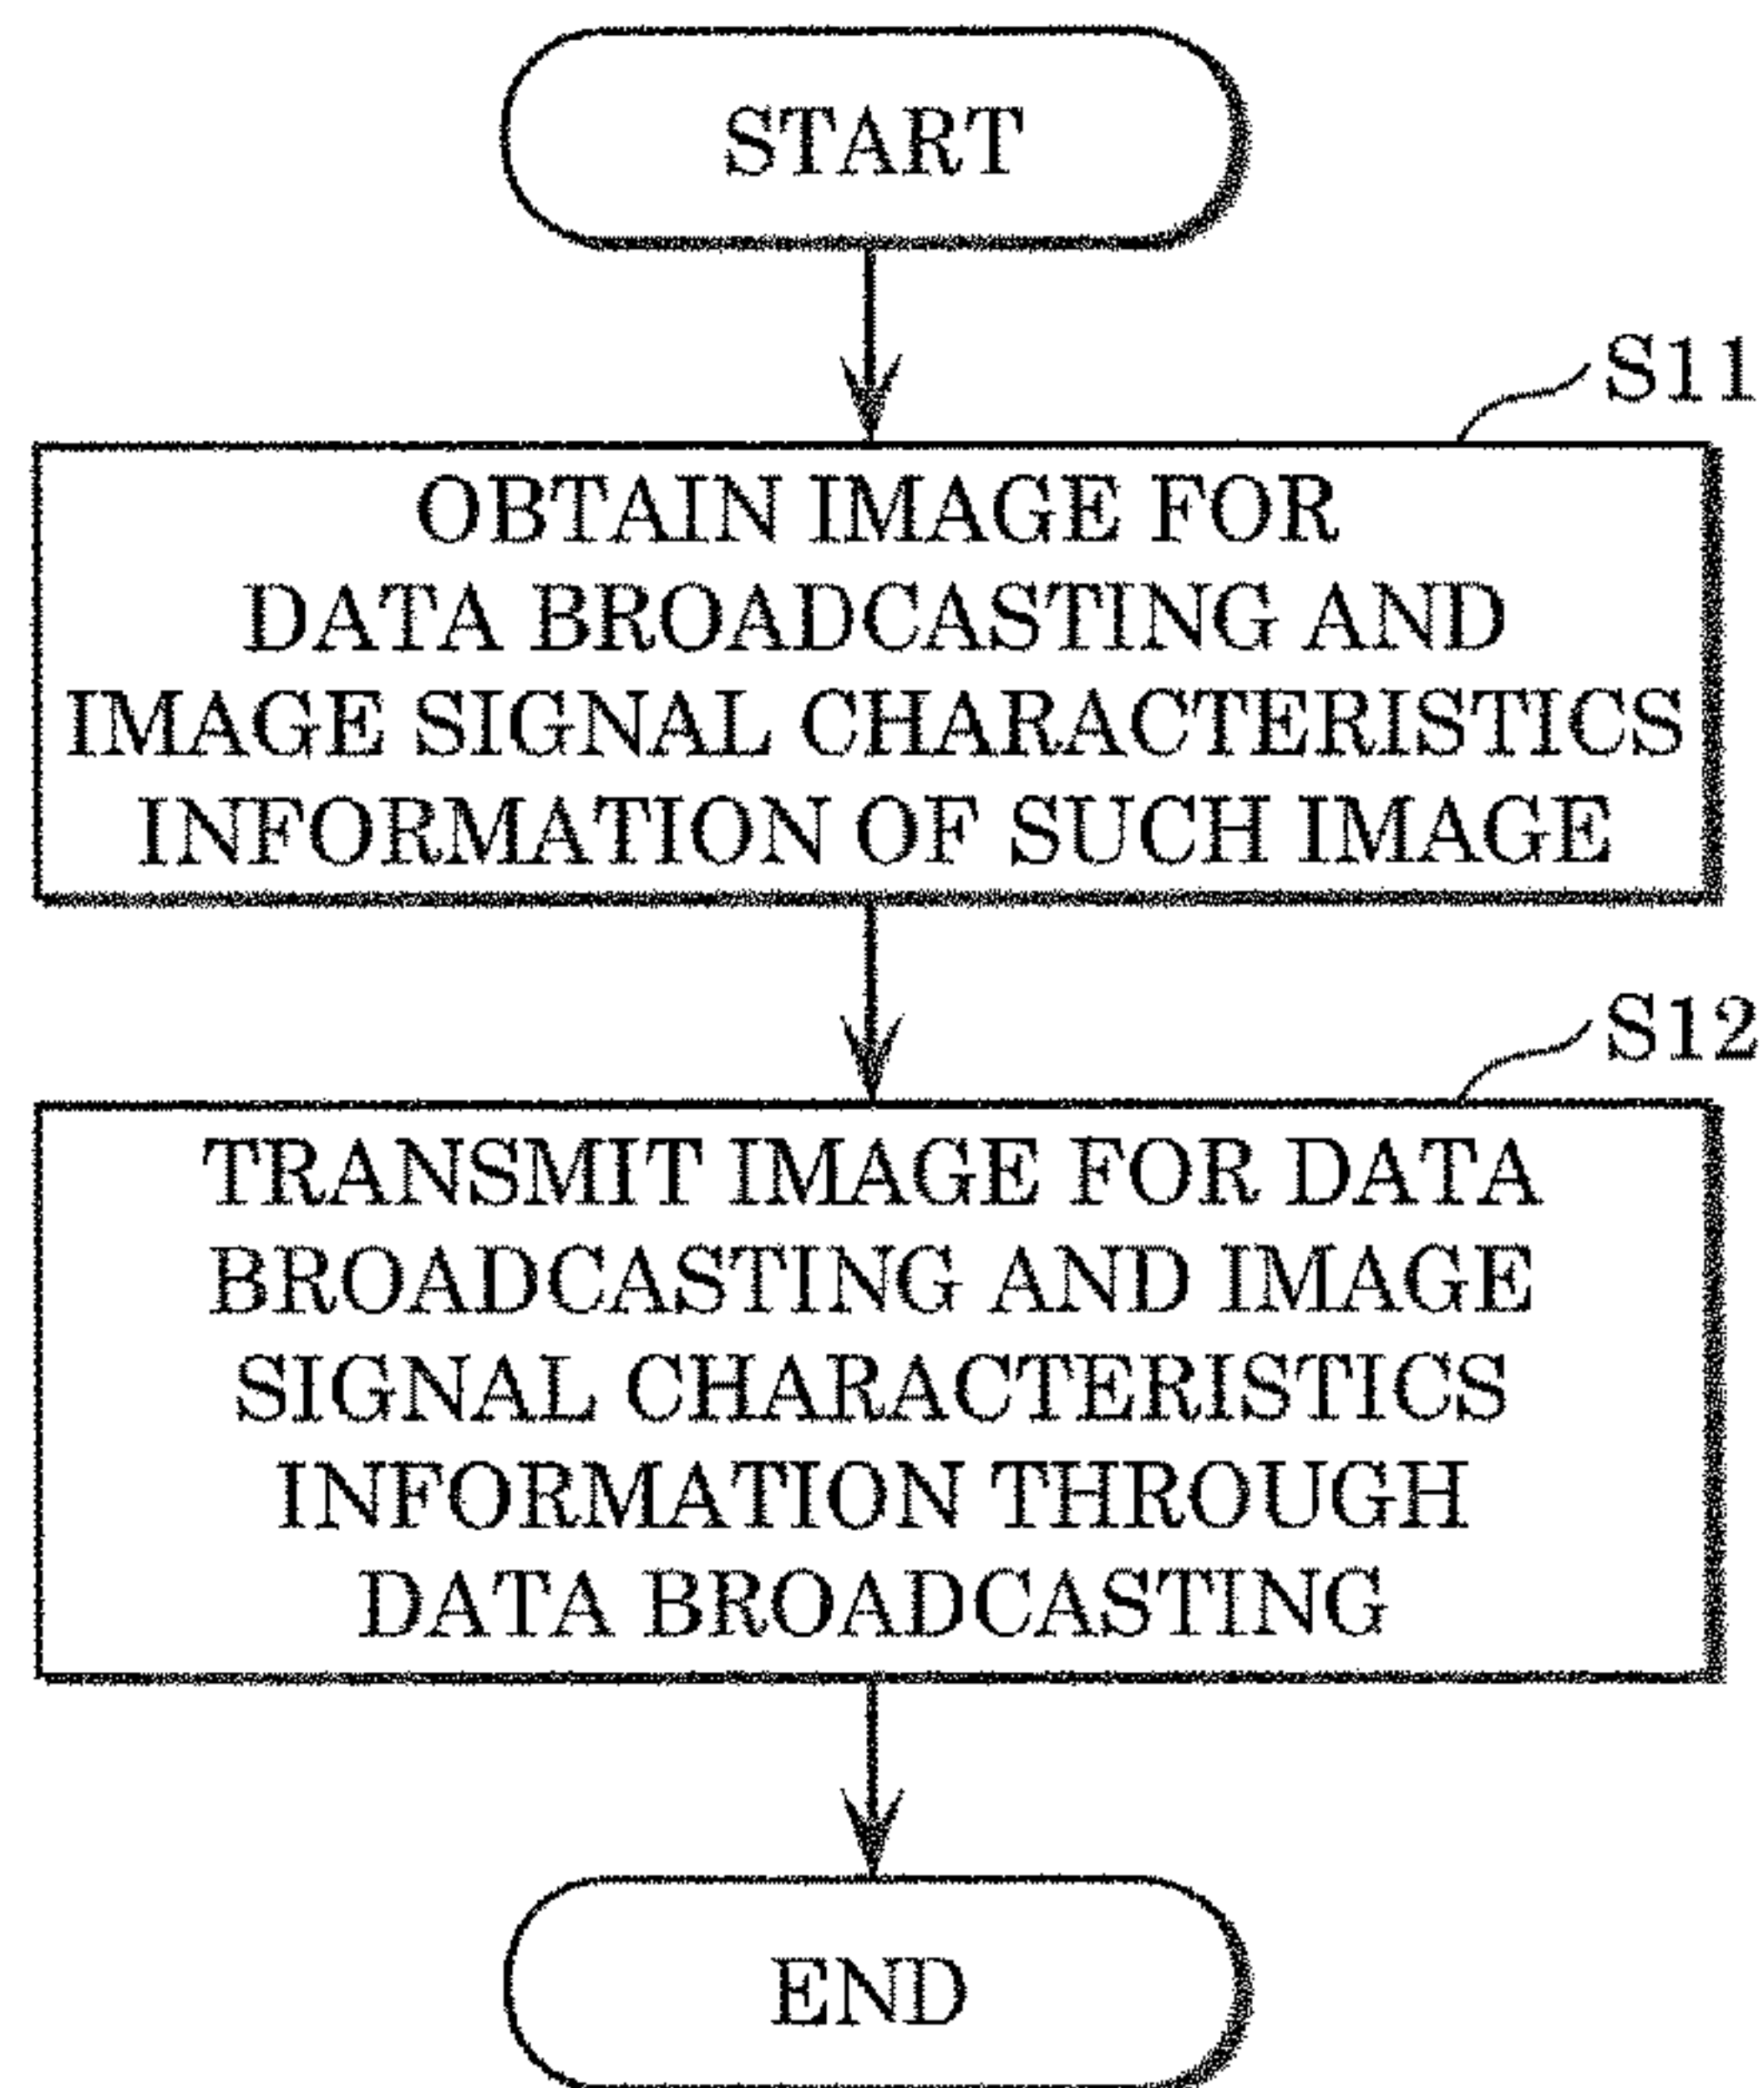 START
S11
OBTAIN IMAGE FOR
DATA BROADCASTING AND
IMAGE SIGNAL CHARACTERISTICS
INFORMATION OF SUCH IMAGE
S12
TRANSMIT IMAGE FOR DATA
BROADCASTING AND IMAGE
SIGNAL CHARACTERISTICS
INFORMATION THROUGH
DATA BROADCASTING
END